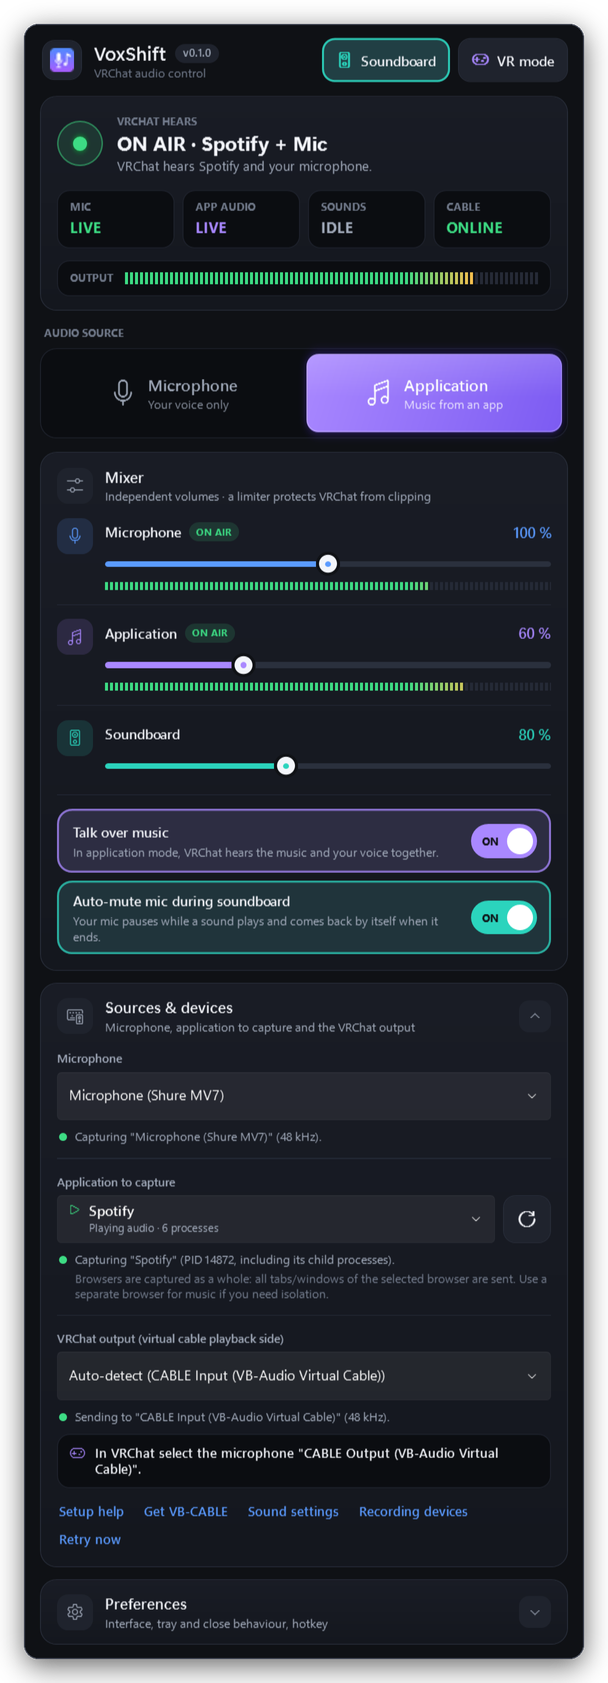 VoxShift v0.1.0
VRChat audio control
Soundboard
VR mode
VRCHAT HEARS
ON AIR · Spotify + Mic
VRChat hears Spotify and your microphone.
MIC
LIVE
APP AUDIO
LIVE
SOUNDS
IDLE
CABLE
ONLINE
OUTPUT
AUDIO SOURCE
Microphone
Your voice only
Application
Music from an app
Mixer
Independent volumes · a limiter protects VRChat from clipping
Microphone ON AIR 100 %
Application ON AIR 60 %
Soundboard 80 %
Talk over music
In application mode, VRChat hears the music and your voice together.
ON
Auto-mute mic during soundboard
Your mic pauses while a sound plays and comes back by itself when it
ends.
ON
Sources & devices
Microphone, application to capture and the VRChat output
Microphone
Microphone (Shure MV7)
Capturing "Microphone (Shure MV7)" (48 kHz).
Application to capture
Spotify
Playing audio · 6 processes
Capturing "Spotify" (PID 14872, including its child processes).
Browsers are captured as a whole: all tabs/windows of the selected browser are sent. Use a
separate browser for music if you need isolation.
VRChat output (virtual cable playback side)
Auto-detect (CABLE Input (VB-Audio Virtual Cable))
Sending to "CABLE Input (VB-Audio Virtual Cable)" (48 kHz).
In VRChat select the microphone "CABLE Output (VB-Audio Virtual
Cable)".
Setup help Get VB-CABLE Sound settings Recording devices
Retry now
Preferences
Interface, tray and close behaviour, hotkey